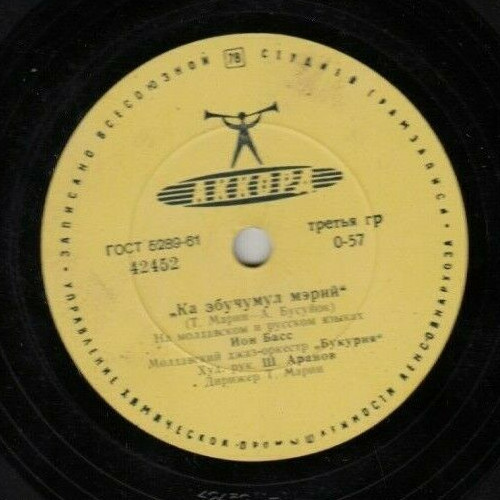 ЗАПИСАНО ВСЕСОЮЗНОЙ 78 СТУДИЕЙ ГРАМЗАПИСИ
АККОРД
ГОСТ 5289-61
третья гр
42452
0-57
„Ка збучумул мэрий“
(Т. Марин — А. Бусуйок)
На молдавском и русском языках
Ион Басс
Молдавский джаз-оркестр „Букурия“
Худ. рук. Ш Аранов
Дирижер Т. Марин
УПРАВЛЕНИЕ ХИМИЧЕСКОЙ ПРОМЫШЛЕННОСТИ ЛЕНСОВНАРХОЗА